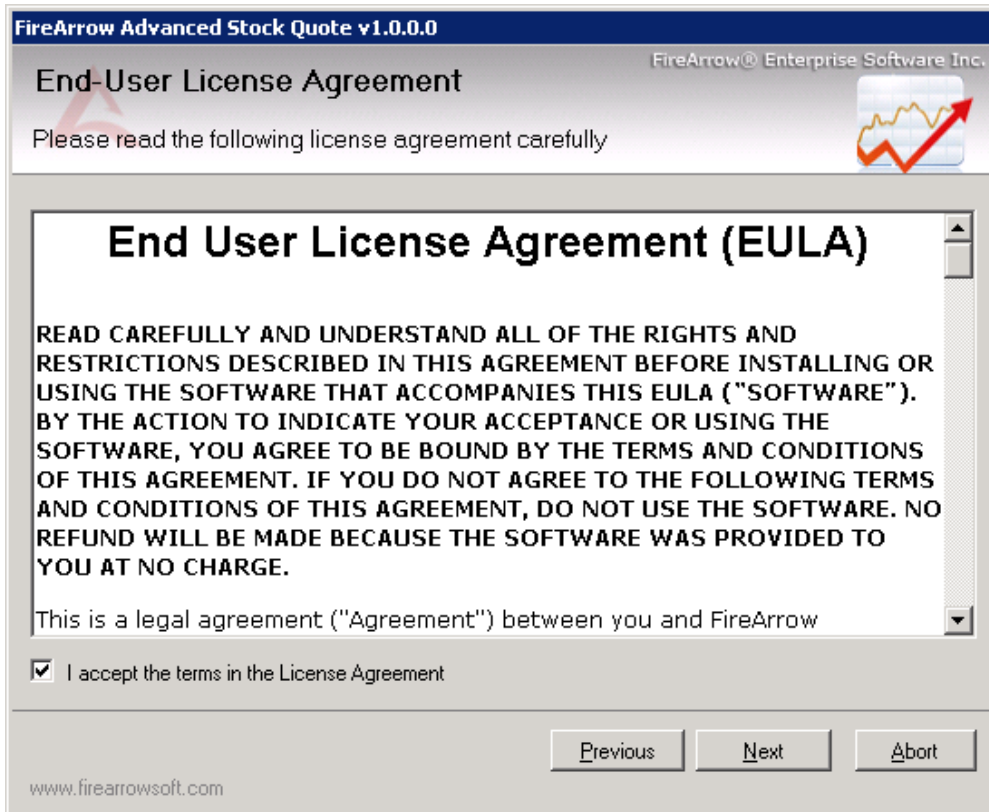 FireArrow Advanced Stock Quote v1.0.0.0
FireArrow® Enterprise Software Inc.
End-User License Agreement
Please read the following license agreement carefully
End User License Agreement (EULA)
READ CAREFULLY AND UNDERSTAND ALL OF THE RIGHTS AND
RESTRICTIONS DESCRIBED IN THIS AGREEMENT BEFORE INSTALLING OR
USING THE SOFTWARE THAT ACCOMPANIES THIS EULA (“SOFTWARE”).
BY THE ACTION TO INDICATE YOUR ACCEPTANCE OR USING THE
SOFTWARE, YOU AGREE TO BE BOUND BY THE TERMS AND CONDITIONS
OF THIS AGREEMENT. IF YOU DO NOT AGREE TO THE FOLLOWING TERMS
AND CONDITIONS OF THIS AGREEMENT, DO NOT USE THE SOFTWARE. NO
REFUND WILL BE MADE BECAUSE THE SOFTWARE WAS PROVIDED TO
YOU AT NO CHARGE.
This is a legal agreement ("Agreement") between you and FireArrow
I accept the terms in the License Agreement
Previous Next Abort
www.firearrowsoft.com